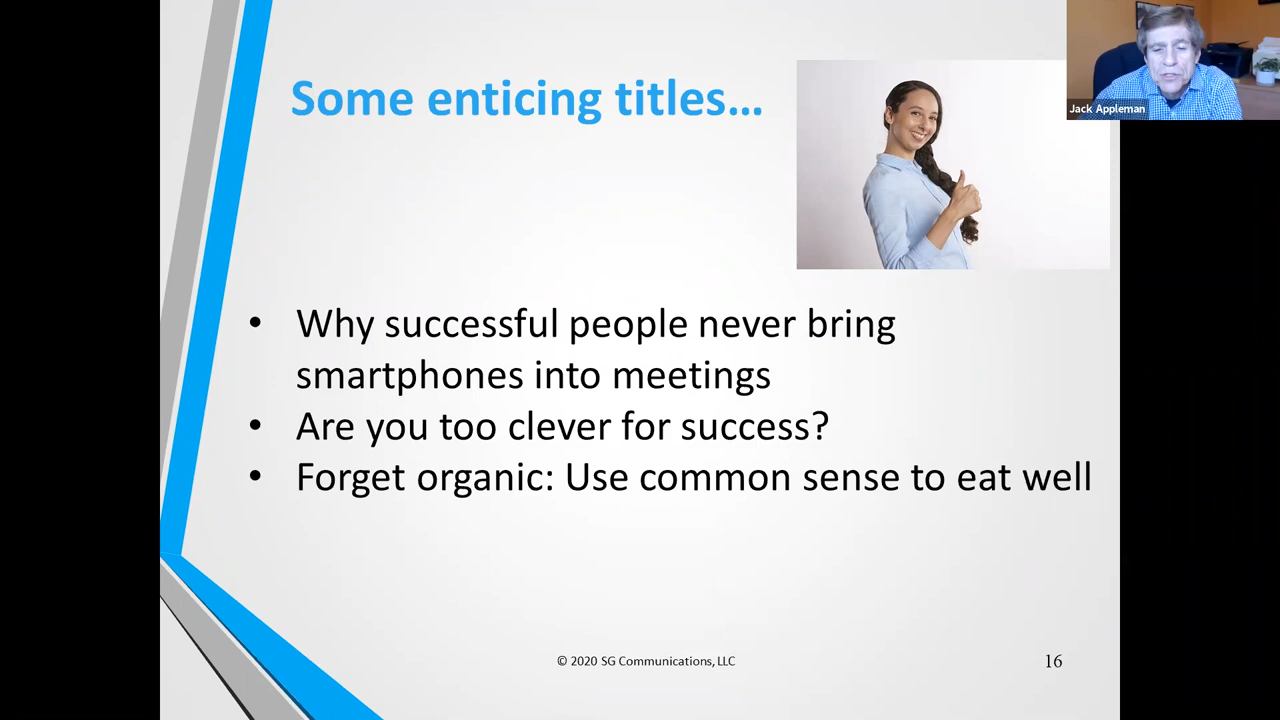 Some enticing titles…
Jack Appleman
• Why successful people never bring
smartphones into meetings
• Are you too clever for success?
• Forget organic: Use common sense to eat well
© 2020 SG Communications, LLC
16